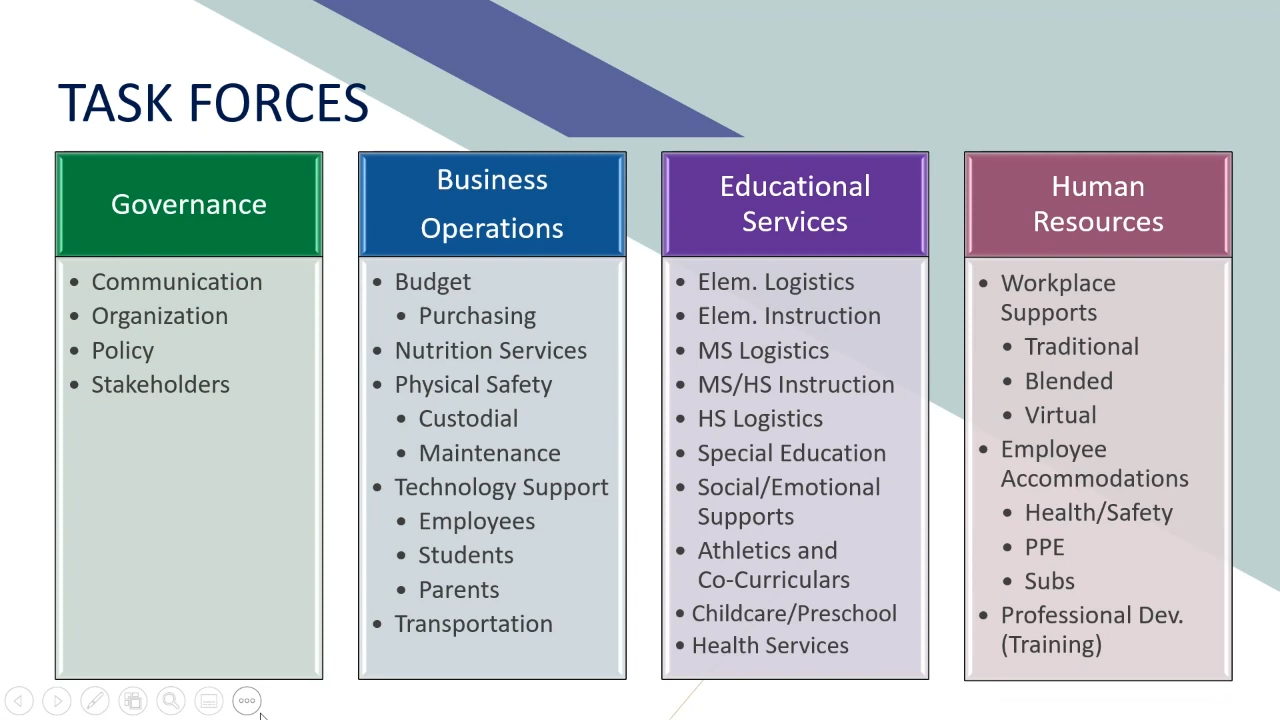 TASK FORCES
Governance
• Communication
• Organization
• Policy
• Stakeholders
Business
Operations
• Budget
• Purchasing
• Nutrition Services
• Physical Safety
• Custodial
• Maintenance
• Technology Support
• Employees
• Students
• Parents
• Transportation
Educational
Services
• Elem. Logistics
• Elem. Instruction
• MS Logistics
• MS/HS Instruction
• HS Logistics
• Special Education
• Social/Emotional
Supports
• Athletics and
Co-Curriculars
• Childcare/Preschool
• Health Services
Human
Resources
• Workplace
Supports
• Traditional
• Blended
• Virtual
• Employee
Accommodations
• Health/Safety
• PPE
• Subs
• Professional Dev.
(Training)